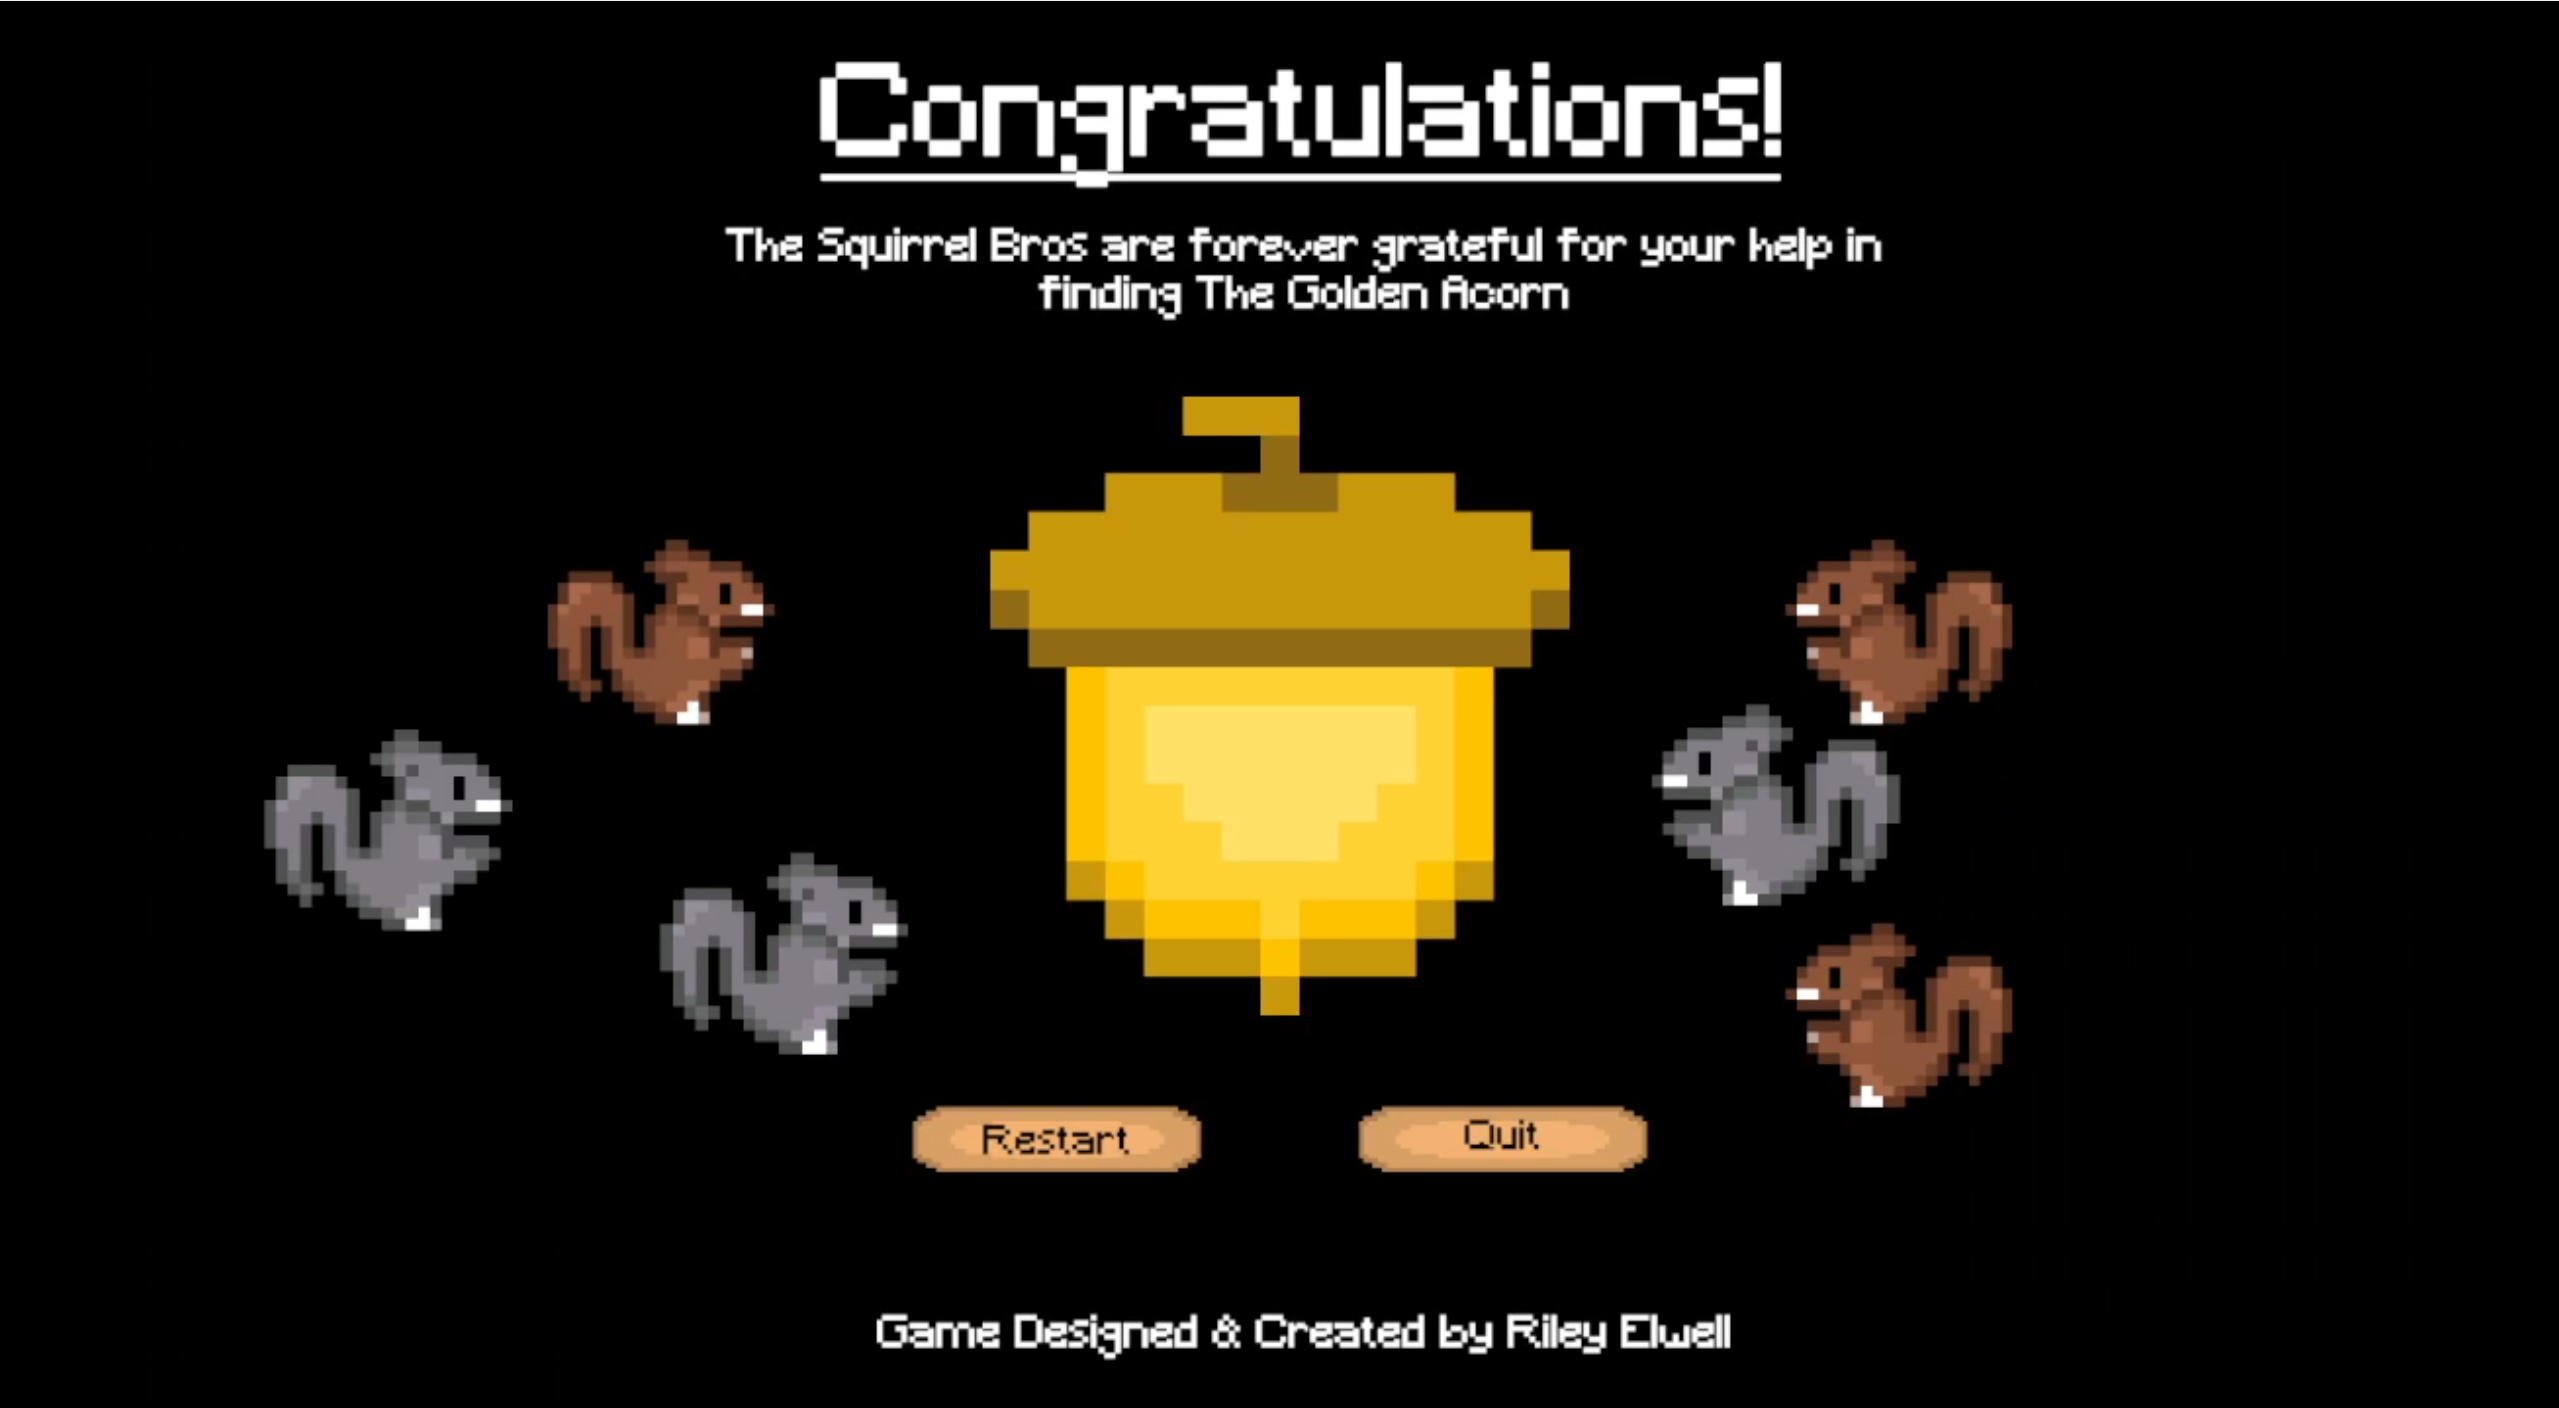 Congratulations!
The Squirrel Bros are forever grateful for your help in
finding The Golden Acorn
Restart
Quit
Game Designed & Created by Riley Elwell